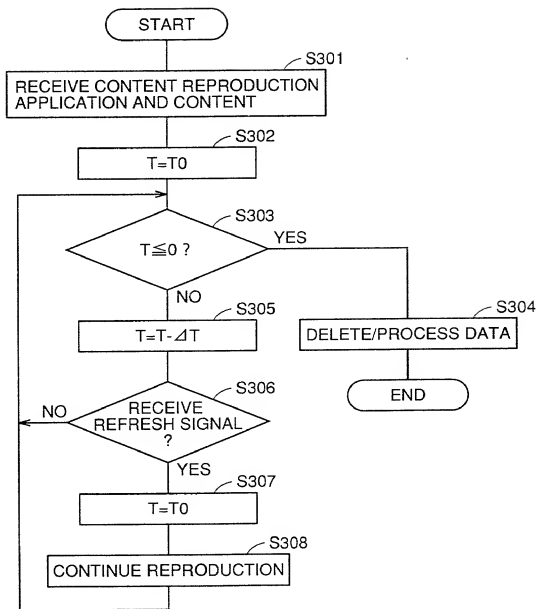 START
S301
RECEIVE CONTENT REPRODUCTION
APPLICATION AND CONTENT
S302
T=T0
S303
T≦0 ?
YES
NO
S305
T=T-⊿T
S304
DELETE/PROCESS DATA
END
S306
RECEIVE
REFRESH SIGNAL
?
NO
YES
S307
T=T0
S308
CONTINUE REPRODUCTION